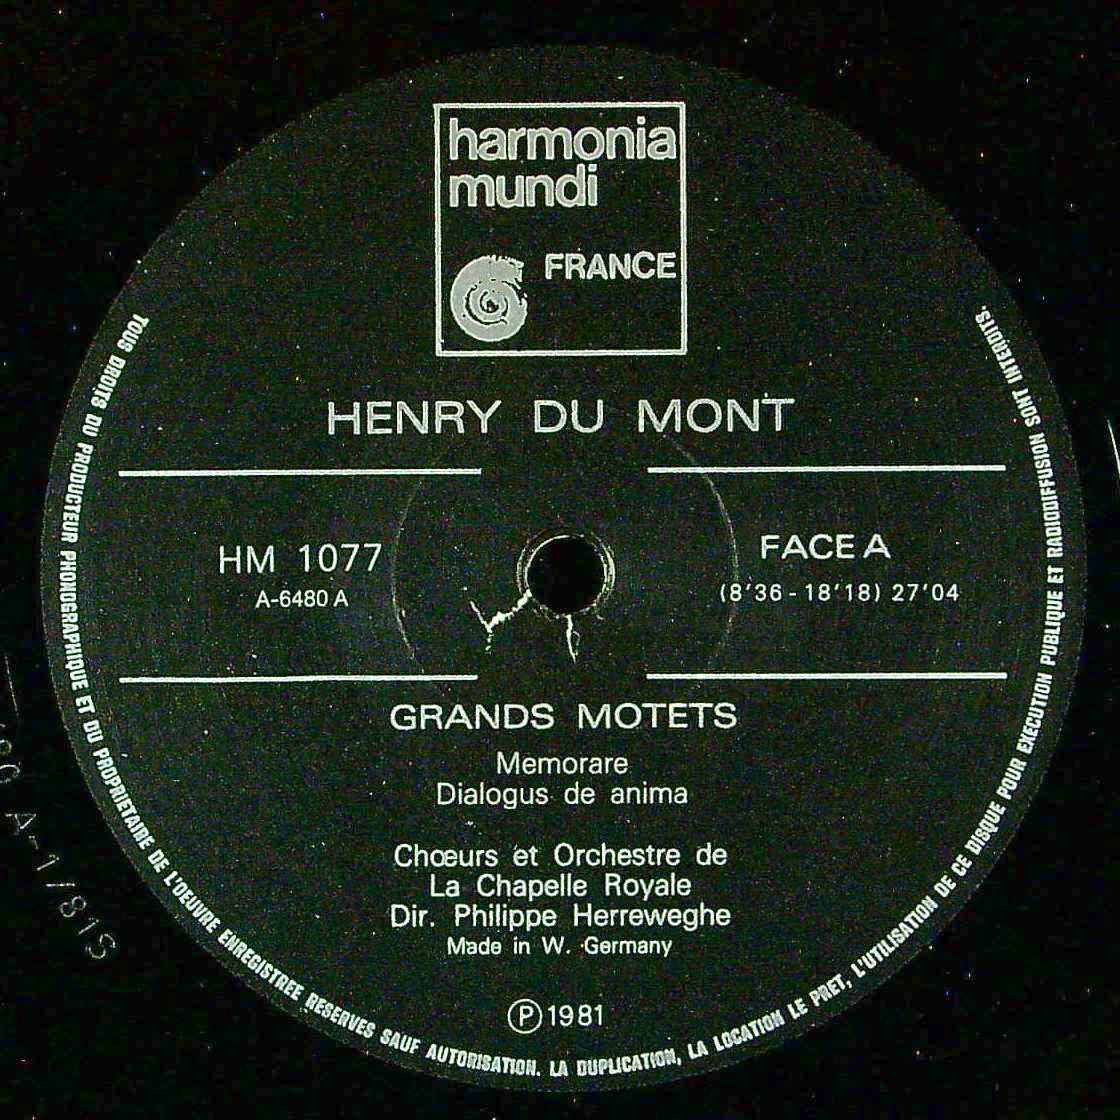 harmonia
mundi
FRANCE
HENRY DU MONT
HM 1077
A-6480 A
FACE A
(8'36 - 18'18) 27'04
GRANDS MOTETS
Memorare
Dialogus de anima
Chœurs et Orchestre de
La Chapelle Royale
Dir. Philippe Herreweghe
Made in W. Germany
Ⓟ 1981
TOUS DROITS DU PRODUCTEUR PHONOGRAPHIQUE ET DU PROPRIETAIRE DE L'OEUVRE ENREGISTREE RESERVES SAUF AUTORISATION. LA DUPLICATION, LA LOCATION LE PRET, L'UTILISATION DE CE DISQUE POUR EXECUTION PUBLIQUE ET RADIODIFFUSION SONT INTERDITS.